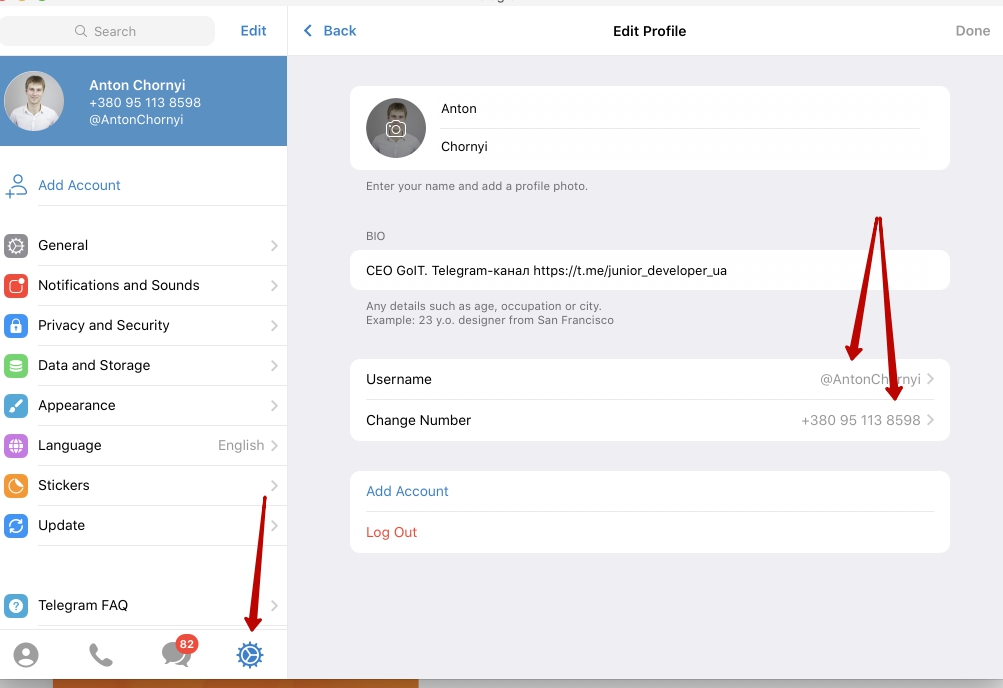 Search
Edit
Anton Chornyi
+380 95 113 8598
@AntonChornyi
Add Account
General
Notifications and Sounds
Privacy and Security
Data and Storage
Appearance
Language English
Stickers
Update
Telegram FAQ
82
Back
Edit Profile
Done
Anton
Chornyi
Enter your name and add a profile photo.
BIO
CEO GoIT. Telegram-канал https://t.me/junior_developer_ua
Any details such as age, occupation or city.
Example: 23 y.o. designer from San Francisco
Username @AntonChornyi
Change Number +380 95 113 8598
Add Account
Log Out